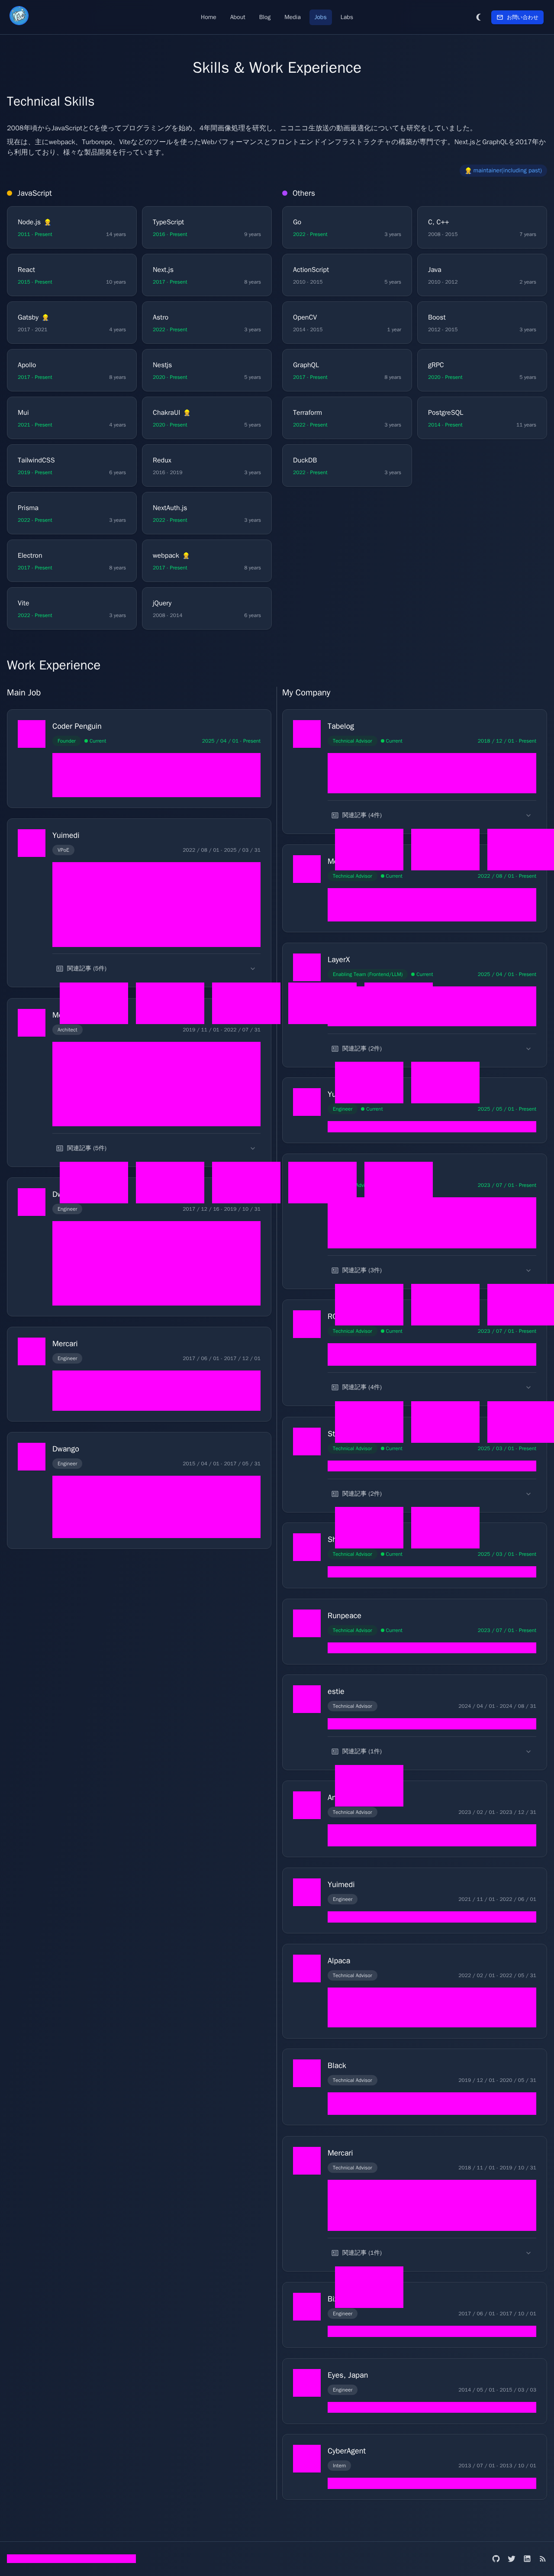 Home
About
Blog
Media
Jobs
Labs
お問い合わせ
Skills & Work Experience
Technical Skills
2008年頃からJavaScriptとCを使ってプログラミングを始め、4年間画像処理を研究し、ニコニコ生放送の動画最適化についても研究をしていました。
現在は、主にwebpack、Turborepo、Viteなどのツールを使ったWebパフォーマンスとフロントエンドインフラストラクチャの構築が専門です。Next.jsとGraphQLを2017年か
ら利用しており、様々な製品開発を行っています。
👷 maintainer(including past)
JavaScript
Node.js 👷
2011 - Present
14 years
TypeScript
2016 - Present
9 years
React
2015 - Present
10 years
Next.js
2017 - Present
8 years
Gatsby 👷
2017 - 2021
4 years
Astro
2022 - Present
3 years
Apollo
2017 - Present
8 years
Nestjs
2020 - Present
5 years
Mui
2021 - Present
4 years
ChakraUI 👷
2020 - Present
5 years
TailwindCSS
2019 - Present
6 years
Redux
2016 - 2019
3 years
Prisma
2022 - Present
3 years
NextAuth.js
2022 - Present
3 years
Electron
2017 - Present
8 years
webpack 👷
2017 - Present
8 years
Vite
2022 - Present
3 years
jQuery
2008 - 2014
6 years
Others
Go
2022 - Present
3 years
C, C++
2008 - 2015
7 years
ActionScript
2010 - 2015
5 years
Java
2010 - 2012
2 years
OpenCV
2014 - 2015
1 year
Boost
2012 - 2015
3 years
GraphQL
2017 - Present
8 years
gRPC
2020 - Present
5 years
Terraform
2022 - Present
3 years
PostgreSQL
2014 - Present
11 years
DuckDB
2022 - Present
3 years
Work Experience
Main Job
Coder Penguin
Founder
Current
2025 / 04 / 01 - Present
Yuimedi
VPoE
2022 / 08 / 01 - 2025 / 03 / 31
関連記事 (5件)
Architect
2019 / 11 / 01 - 2022 / 07 / 31
関連記事 (5件)
Engineer
2017 / 12 / 16 - 2019 / 10 / 31
Mercari
Engineer
2017 / 06 / 01 - 2017 / 12 / 01
Dwango
Engineer
2015 / 04 / 01 - 2017 / 05 / 31
My Company
Tabelog
Technical Advisor
Current
2018 / 12 / 01 - Present
関連記事 (4件)
Technical Advisor
Current
2022 / 08 / 01 - Present
LayerX
Enabling Team (Frontend/LLM)
Current
2025 / 04 / 01 - Present
関連記事 (2件)
Engineer
Current
2025 / 05 / 01 - Present
2023 / 07 / 01 - Present
関連記事 (3件)
Technical Advisor
Current
2023 / 07 / 01 - Present
関連記事 (4件)
Technical Advisor
Current
2025 / 03 / 01 - Present
関連記事 (2件)
Technical Advisor
Current
2025 / 03 / 01 - Present
Runpeace
Technical Advisor
Current
2023 / 07 / 01 - Present
estie
Technical Advisor
2024 / 04 / 01 - 2024 / 08 / 31
関連記事 (1件)
Technical Advisor
2023 / 02 / 01 - 2023 / 12 / 31
Yuimedi
Engineer
2021 / 11 / 01 - 2022 / 06 / 01
Alpaca
Technical Advisor
2022 / 02 / 01 - 2022 / 05 / 31
Black
Technical Advisor
2019 / 12 / 01 - 2020 / 05 / 31
Mercari
Technical Advisor
2018 / 11 / 01 - 2019 / 10 / 31
関連記事 (1件)
Engineer
2017 / 06 / 01 - 2017 / 10 / 01
Eyes, Japan
Engineer
2014 / 05 / 01 - 2015 / 03 / 03
CyberAgent
Intern
2013 / 07 / 01 - 2013 / 10 / 01